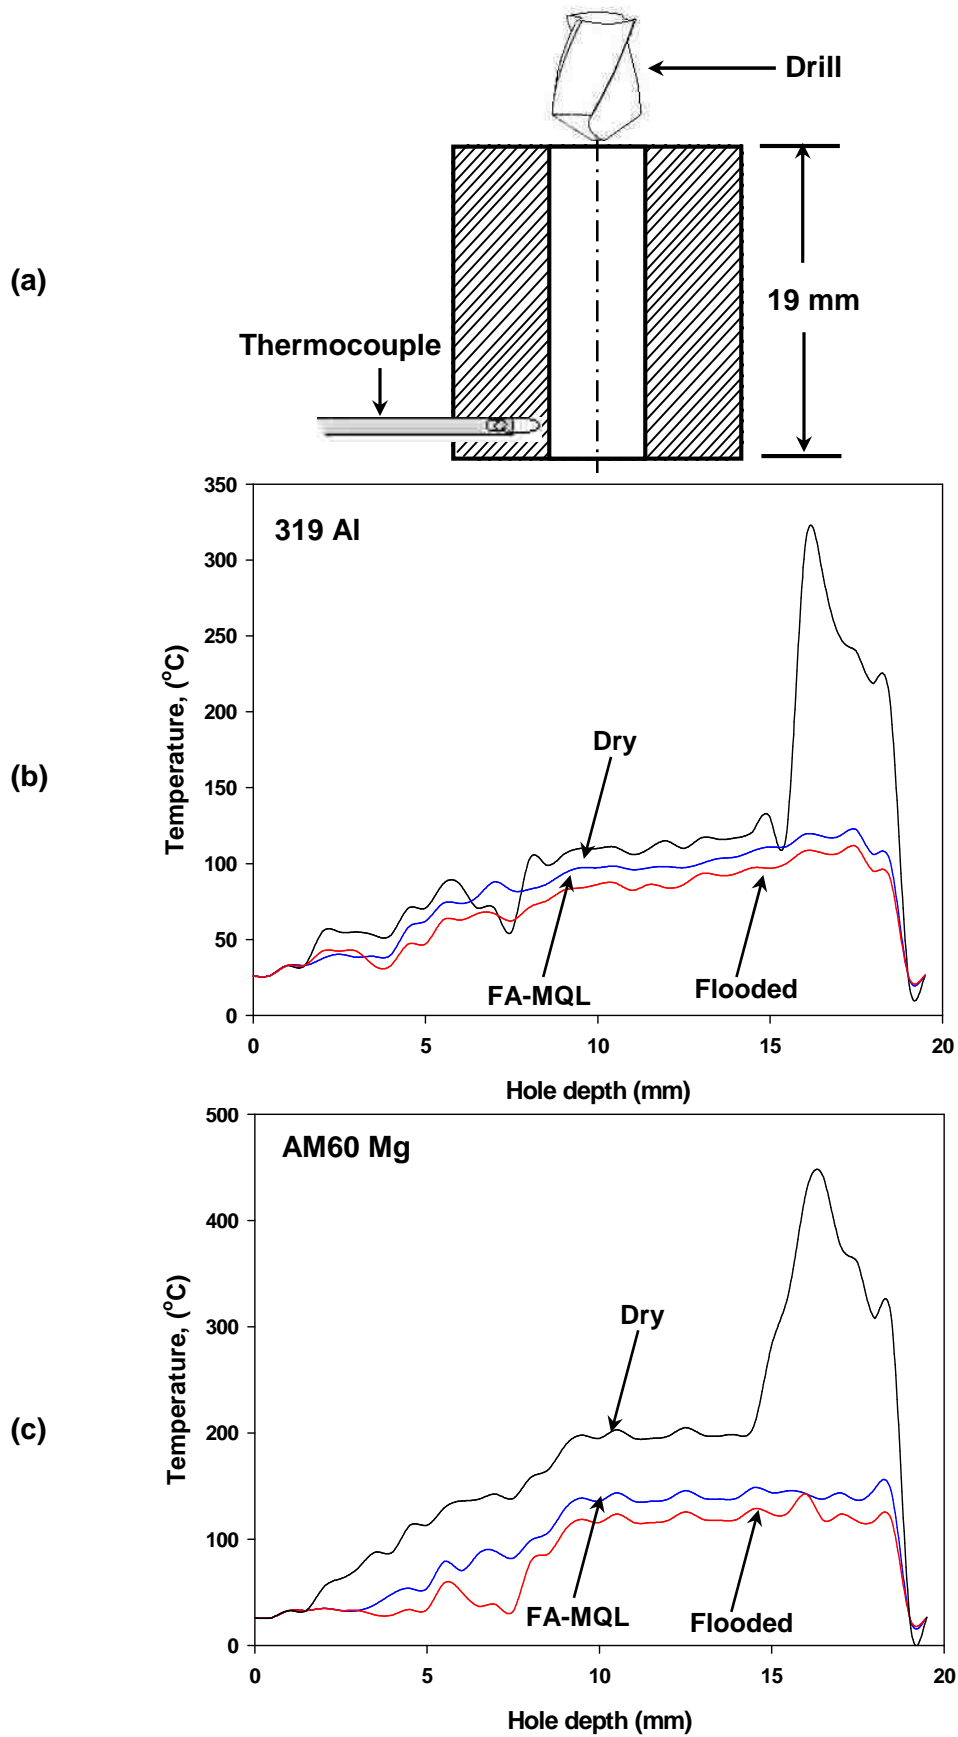 Drill
(a)
19 mm
Thermocouple
350
319 Al
300
250
Temperature, (°C)
200
Dry
(b)
150
100
50
FA-MQL
Flooded
0
0 5 10 15 20
Hole depth (mm)
500
AM60 Mg
400
Temperature, (°C)
300
Dry
(c)
200
100
FA-MQL
Flooded
0
0 5 10 15 20
Hole depth (mm)